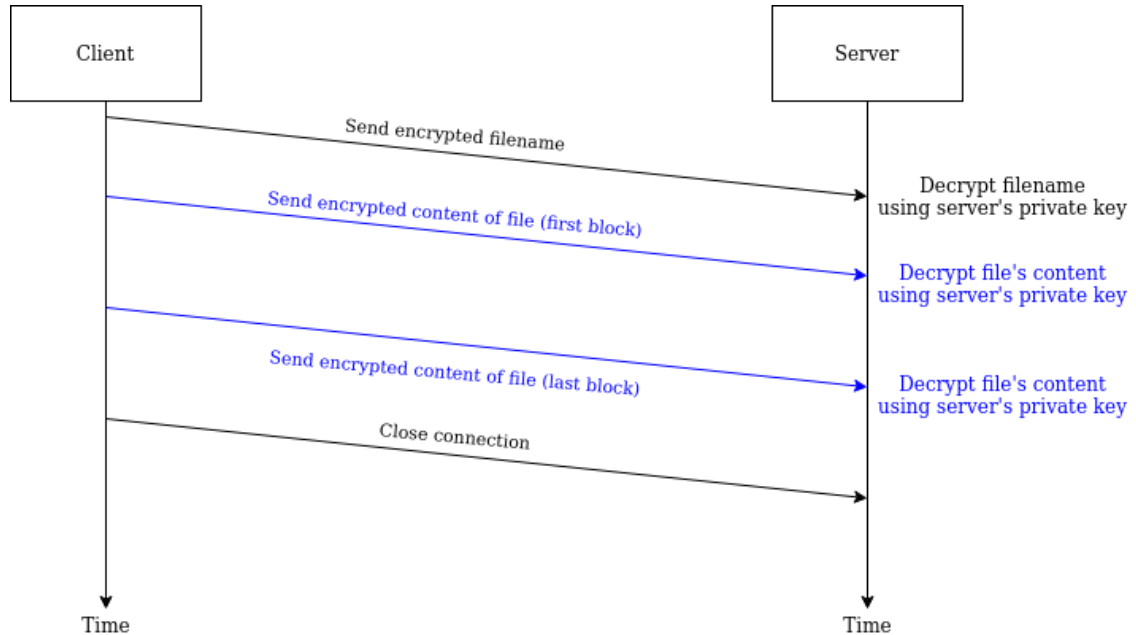 Client
Server
Send encrypted filename
Decrypt filename
using server's private key
Send encrypted content of file (first block)
Decrypt file's content
using server's private key
Send encrypted content of file (last block)
Decrypt file's content
using server's private key
Close connection
Time
Time